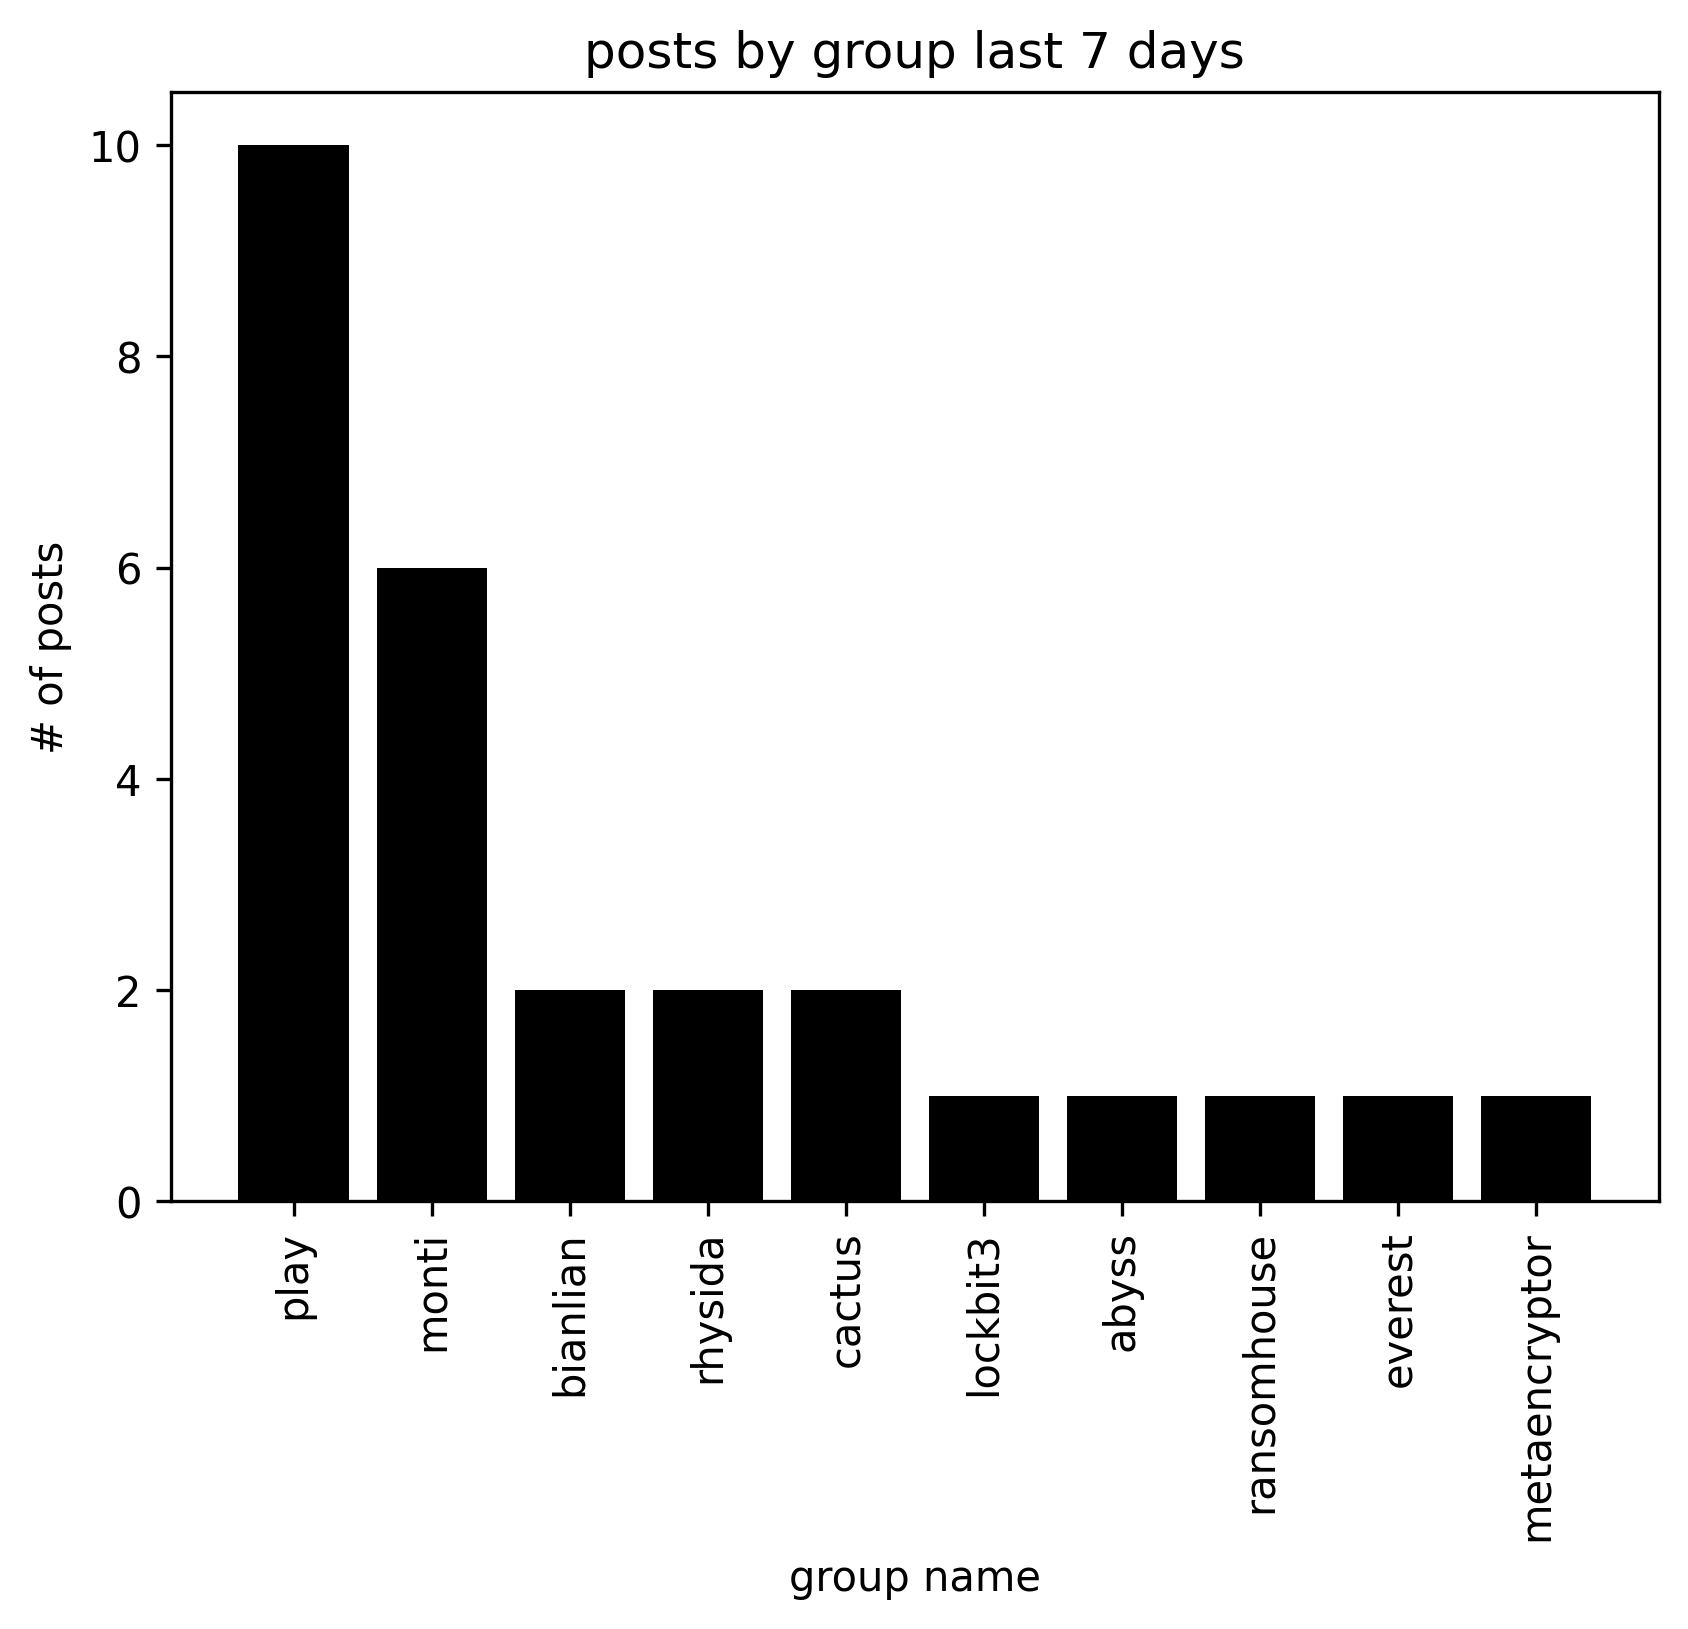 posts by group last 7 days
10
8
6
4
2
0
# of posts
play
monti
bianlian
rhysida
cactus
lockbit3
abyss
ransomhouse
everest
metaencryptor
group name